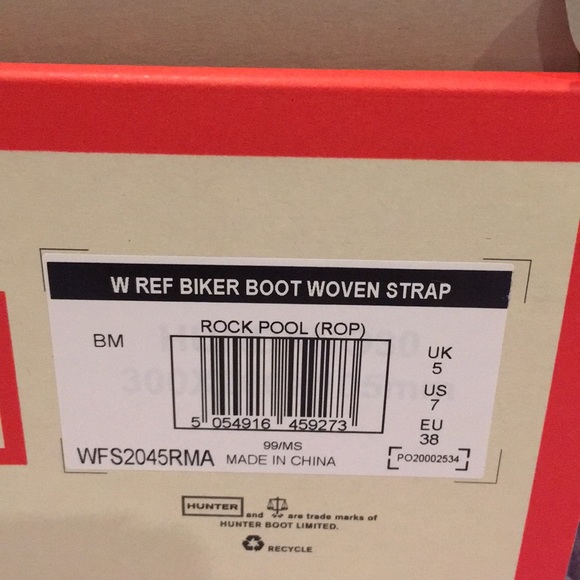 W REF BIKER BOOT WOVEN STRAP
ROCK POOL (ROP)
BM
UK
5
US
7
EU
38
5 054916 459273
99/MS
WFS2045RMA MADE IN CHINA
PO20002534
HUNTER and are trade marks of
HUNTER BOOT LIMITED.
RECYCLE